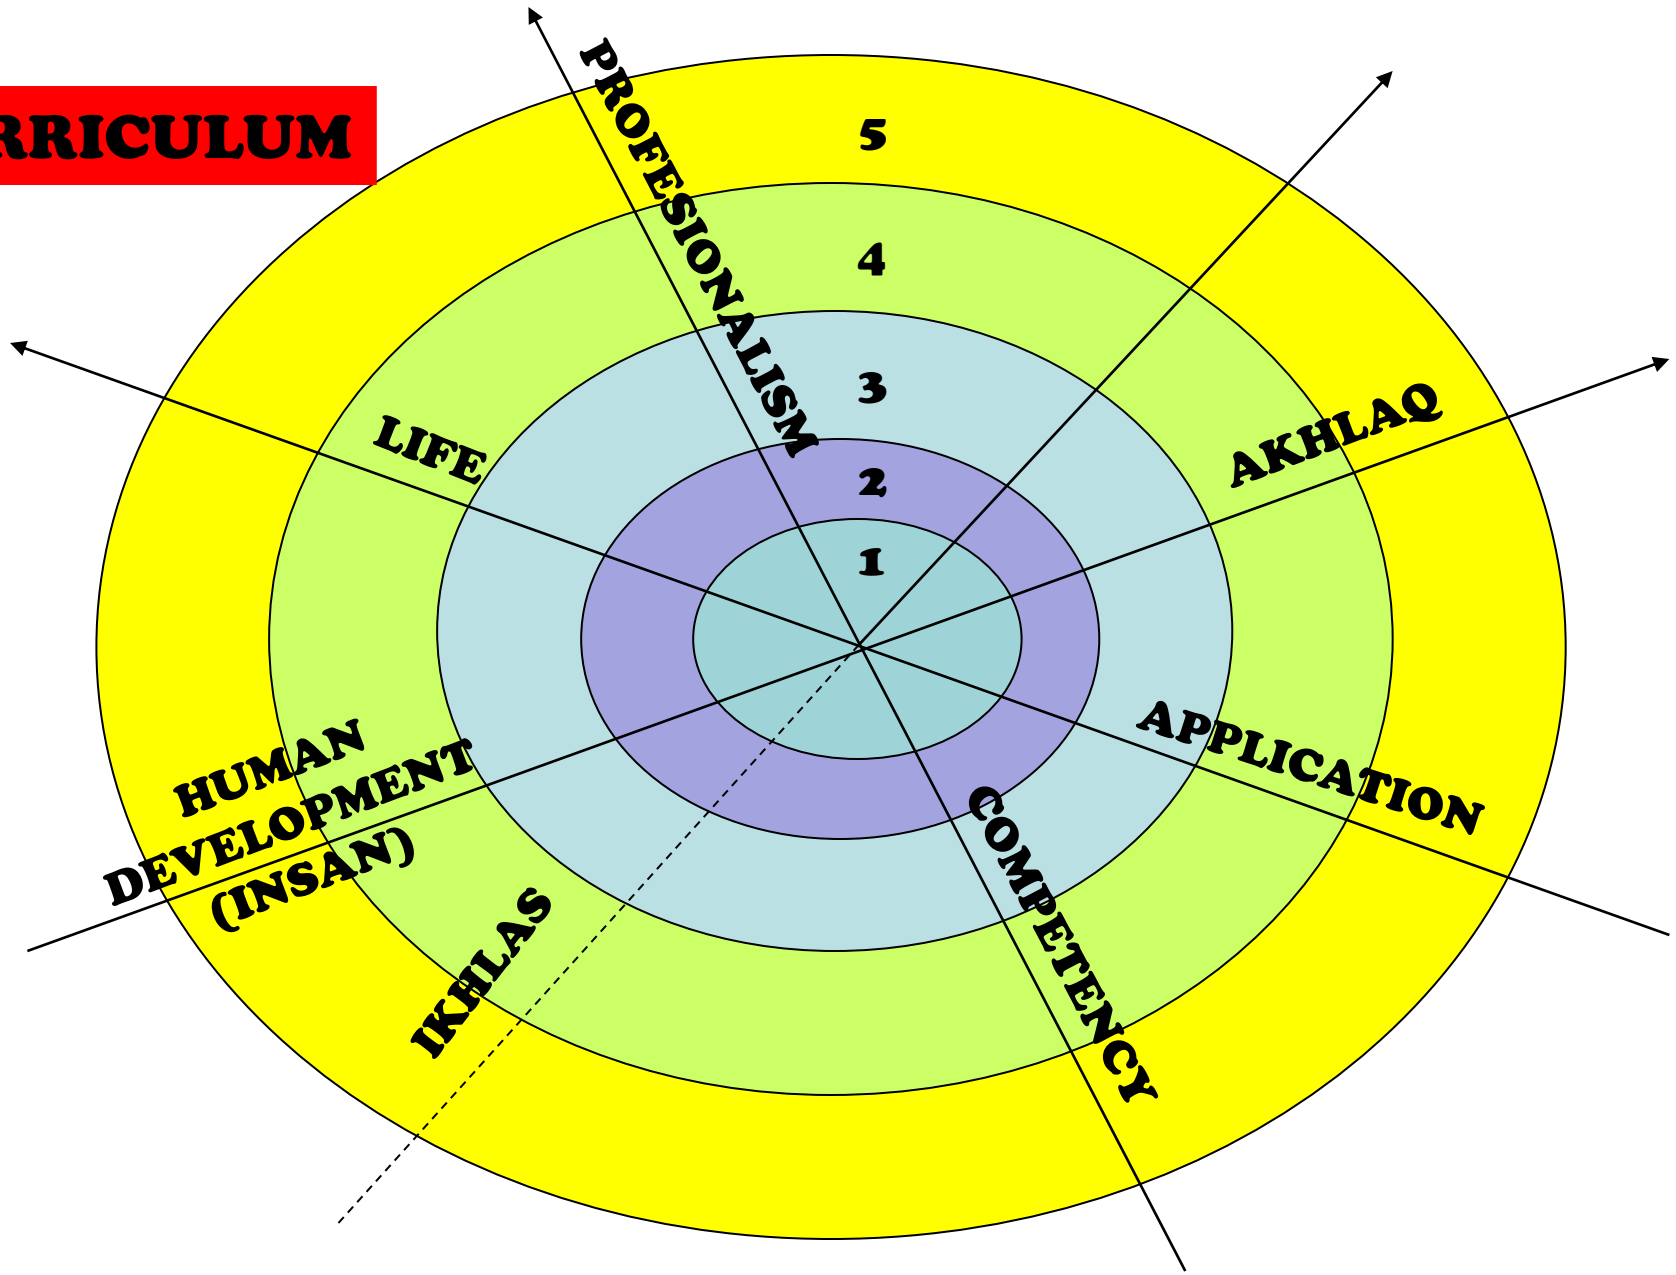 RRICULUM
PROFESIONALISM
5
4
3
2
1
LIFE
AKHLAQ
APPLICATION
HUMAN
DEVELOPMENT
(INSAN)
IKHLAS
COMPETENCY